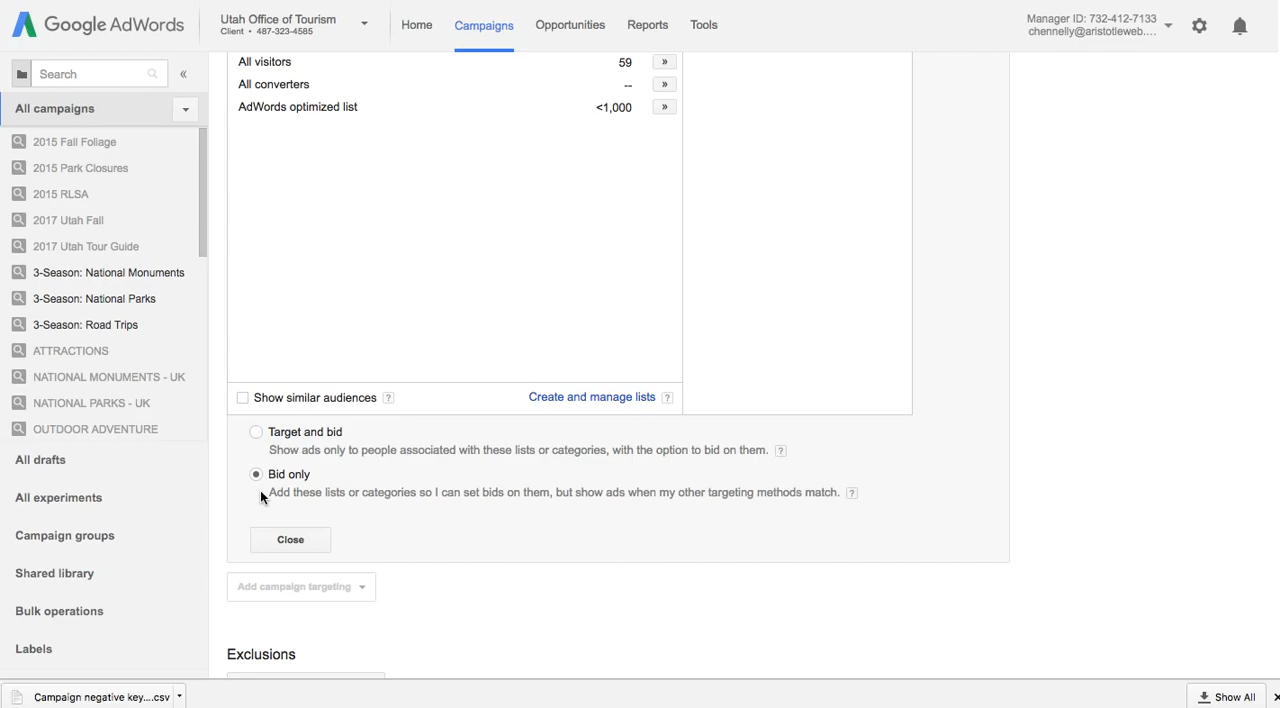 Google AdWords
Utah Office of Tourism
Client • 487-323-4585
Home
Campaigns
Opportunities
Reports
Tools
Manager ID: 732-412-7133
chennelly@aristotleweb....
Search
«
All campaigns
2015 Fall Foliage
2015 Park Closures
2015 RLSA
2017 Utah Fall
2017 Utah Tour Guide
3-Season: National Monuments
3-Season: National Parks
3-Season: Road Trips
ATTRACTIONS
NATIONAL MONUMENTS - UK
NATIONAL PARKS - UK
OUTDOOR ADVENTURE
All drafts
All experiments
Campaign groups
Shared library
Bulk operations
Labels
All visitors 59 »
All converters -- »
AdWords optimized list <1,000 »
Show similar audiences ?
Create and manage lists ?
Target and bid
Show ads only to people associated with these lists or categories, with the option to bid on them. ?
Bid only
Add these lists or categories so I can set bids on them, but show ads when my other targeting methods match. ?
Close
Add campaign targeting
Exclusions
Campaign negative key....csv
Show All